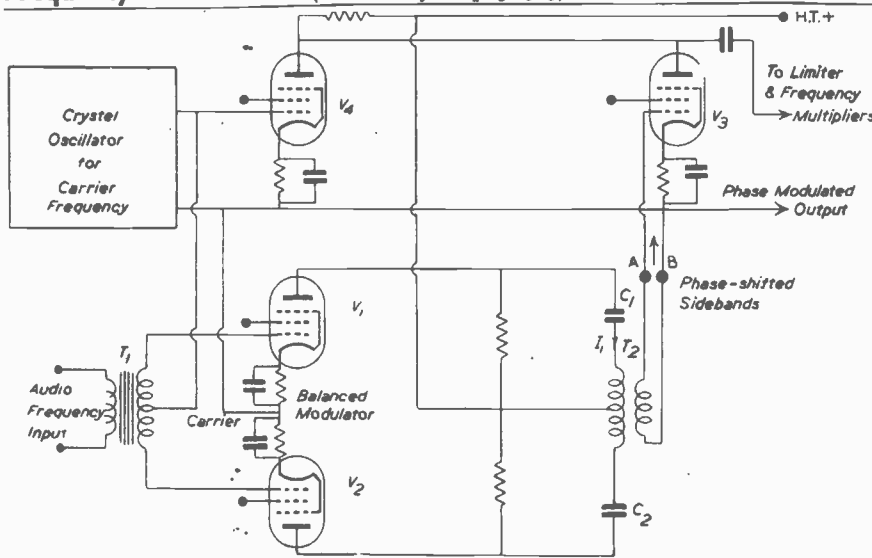 H.T.+
To Limiter
& Frequency
Multipliers
Crystel
Oscillator
for
Carrier
Frequency
V4
V3
Phase Modulated
Output
A B
Phase-shifted
Sidebands
V1
C1
I1 T2
T1
Audio
Frequency
Input
Carrier
Balanced
Modulator
V2
C2